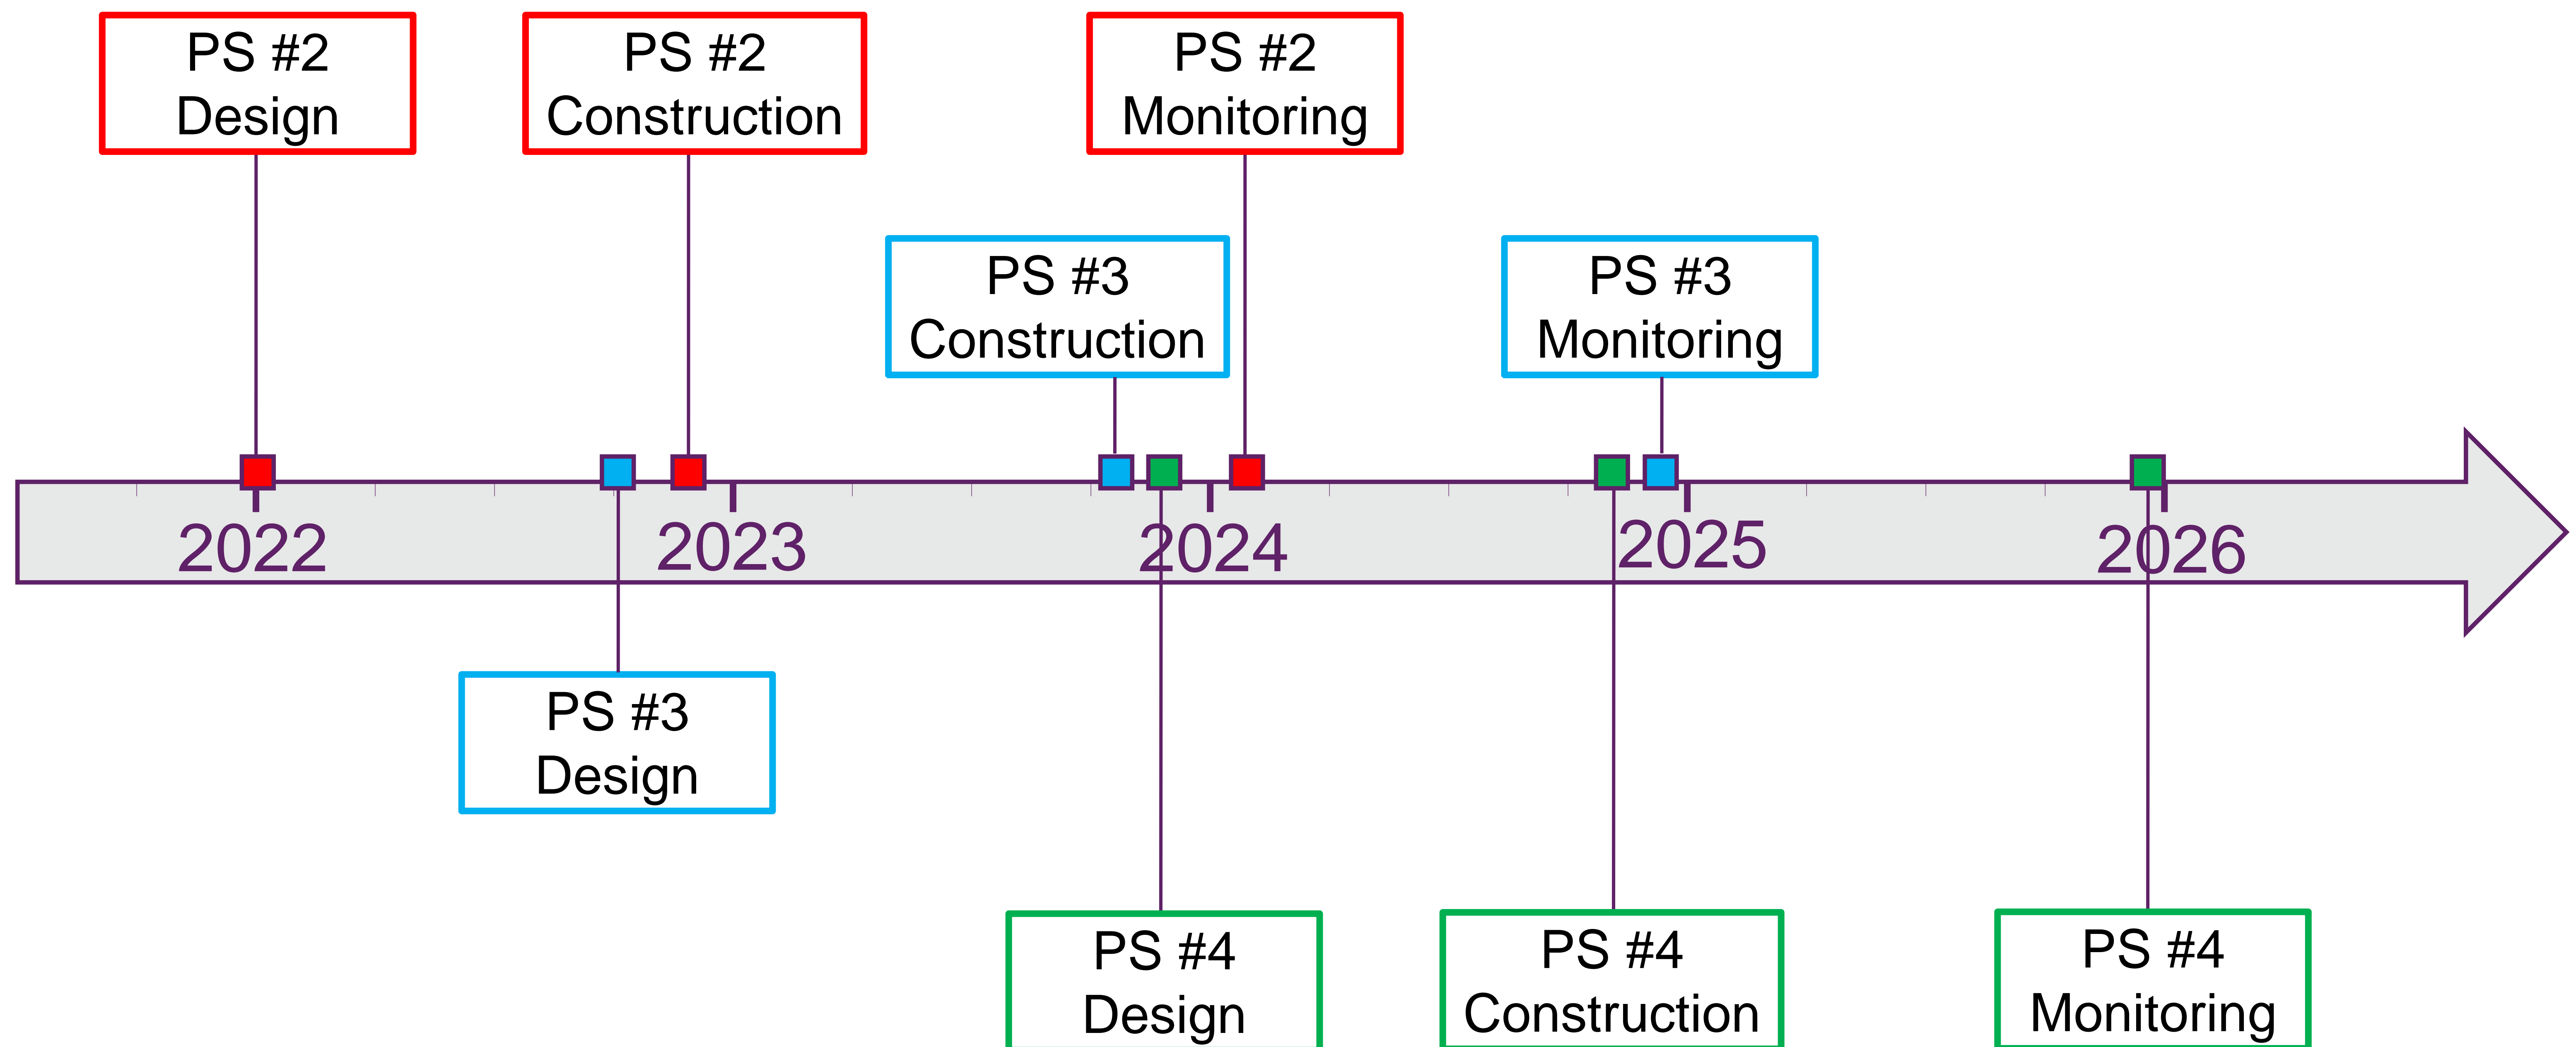 PS #2
Design
PS #2
Construction
PS #2
Monitoring
PS #3
Construction
PS #3
Monitoring
2022
2023
2024
2025
2026
PS #3
Design
PS #4
Design
PS #4
Construction
PS #4
Monitoring